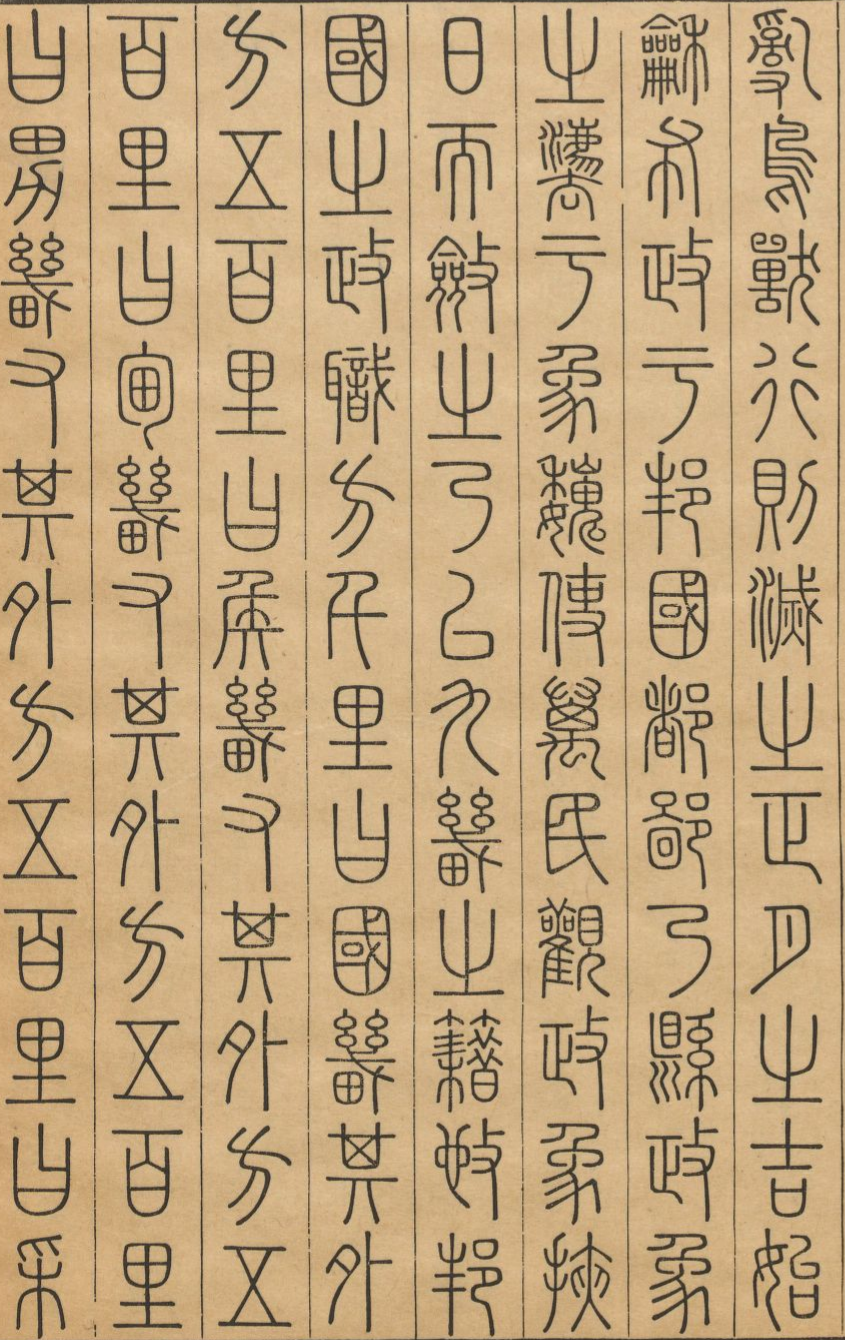 亂鳥獸行則滅之正月之吉始
龢布政于邦國都鄙乃縣政象
之灋于象魏使萬民觀政象挾
日而斂之乃以九畿之籍施邦
國之政職方千里曰國畿其外
方五百里曰侯畿又其外方五
百里曰甸畿又其外方五百里
曰男畿又其外方五百里曰采